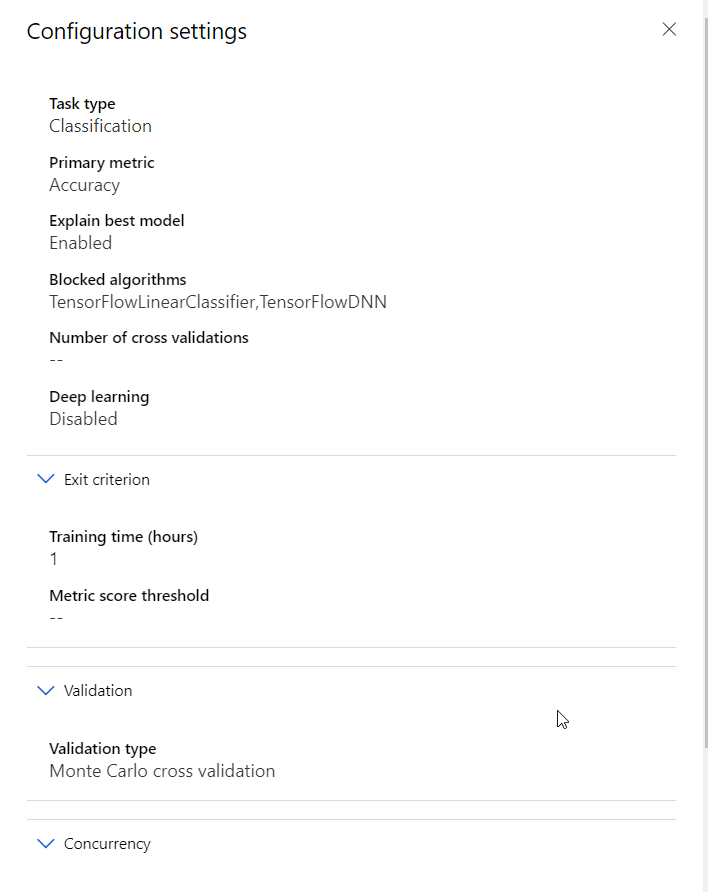 Configuration settings
Task type
Classification
Primary metric
Accuracy
Explain best model
Enabled
Blocked algorithms
TensorFlowLinearClassifier,TensorFlowDNN
Number of cross validations
--
Deep learning
Disabled
Exit criterion
Training time (hours)
1
Metric score threshold
--
Validation
Validation type
Monte Carlo cross validation
Concurrency